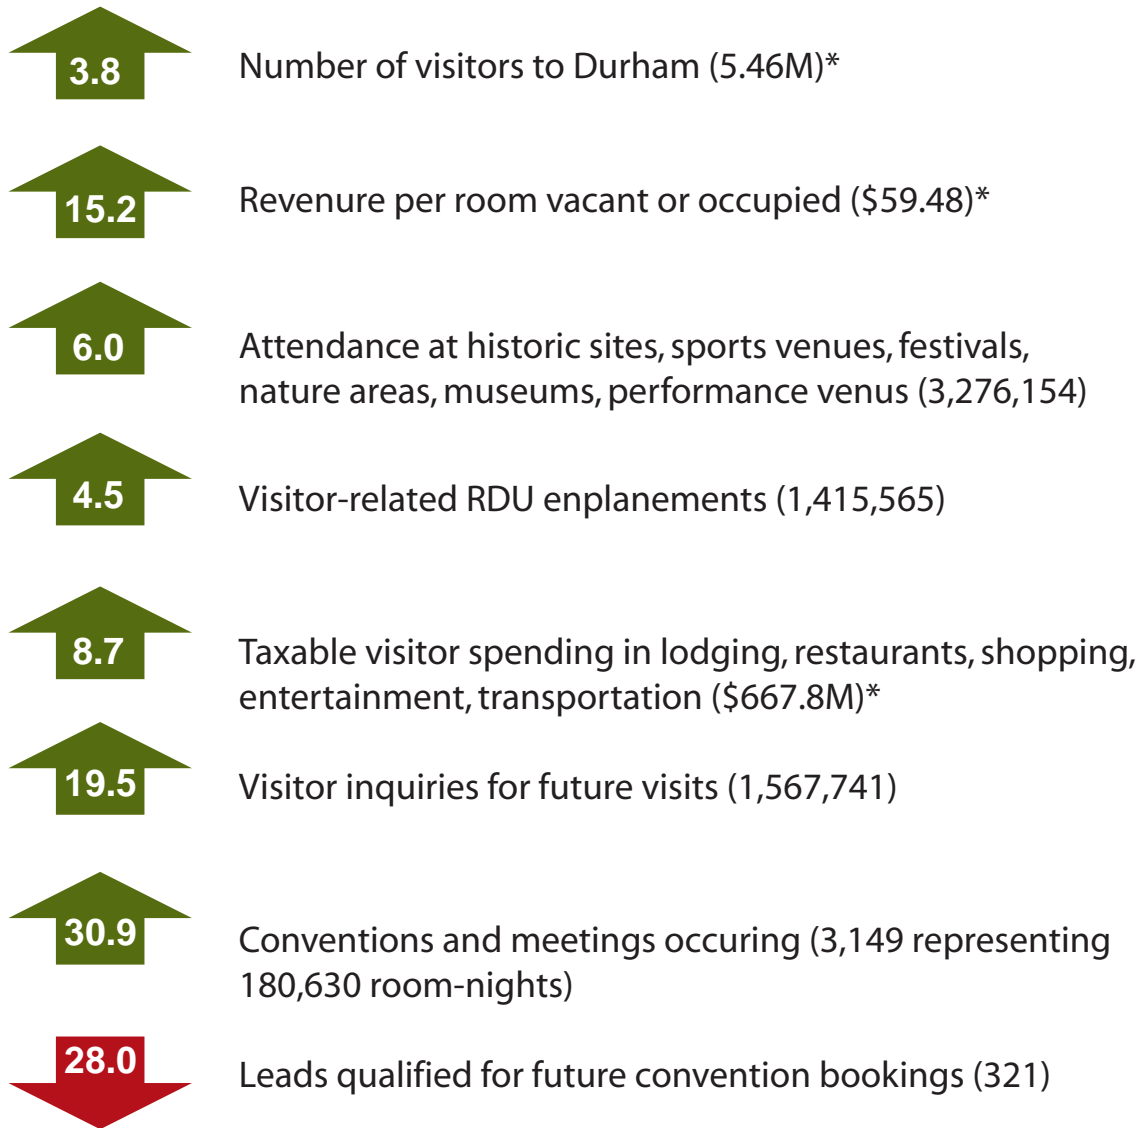 3.8
Number of visitors to Durham (5.46M)*
15.2
Revenure per room vacant or occupied ($59.48)*
6.0
Attendance at historic sites, sports venues, festivals,
nature areas, museums, performance venus (3,276,154)
4.5
Visitor-related RDU enplanements (1,415,565)
8.7
Taxable visitor spending in lodging, restaurants, shopping,
entertainment, transportation ($667.8M)*
19.5
Visitor inquiries for future visits (1,567,741)
30.9
Conventions and meetings occuring (3,149 representing
180,630 room-nights)
28.0
Leads qualified for future convention bookings (321)